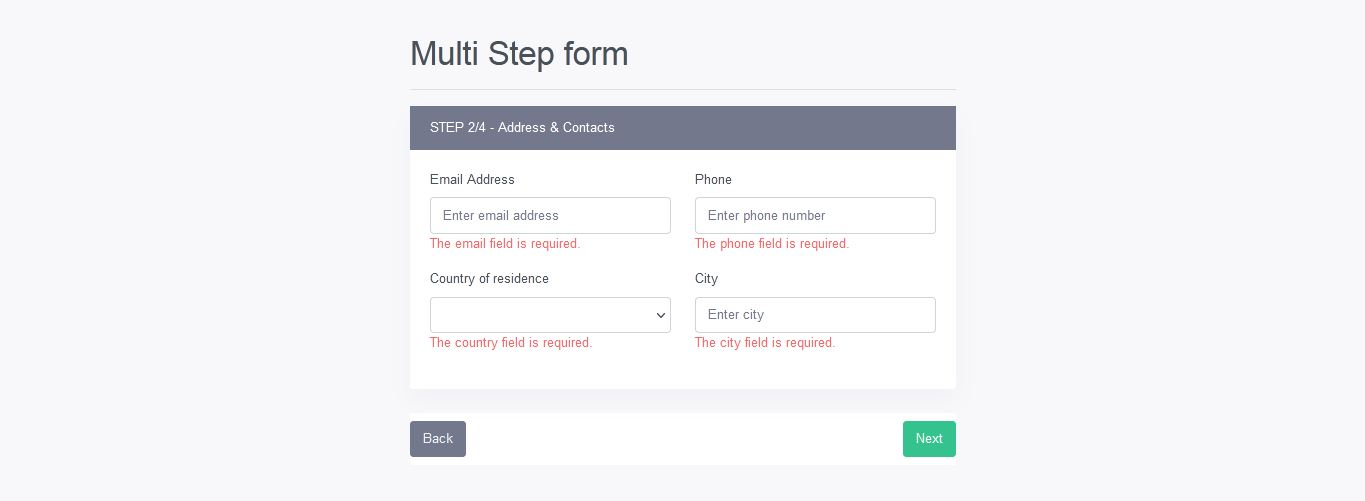 Multi Step form
STEP 2/4 - Address & Contacts
Email Address
Phone
Enter email address
Enter phone number
The email field is required.
The phone field is required.
Country of residence
City
Enter city
The country field is required.
The city field is required.
Back
Next